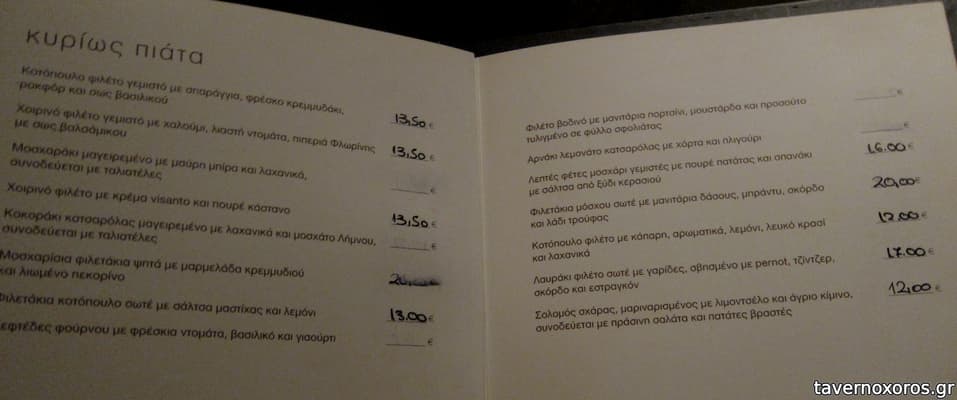 κυρίως πιάτα
Κοτόπουλο φιλέτο γεμιστό με σπαράγγια, φρέσκο κρεμμυδάκι,
ροκφόρ και σως βασιλικού 13,50€
Χοιρινό φιλέτο γεμιστό με χαλούμι, λιαστή ντομάτα, πιπεριά Φλωρίνης
με σως βαλσάμικου 13,50€
Μοσχαράκι μαγειρεμένο με μαύρη μπίρα και λαχανικά,
συνοδεύεται με ταλιατέλες €
Χοιρινό φιλέτο με κρέμα visanto και πουρέ κάστανο 13,50€
Κοκοράκι κατσαρόλας μαγειρεμένο με λαχανικά και μοσχάτο Λήμνου,
συνοδεύεται με ταλιατέλες €
Μοσχαρίσια φιλετάκια ψητά με μαρμελάδα κρεμμυδιού
και λιωμένο πεκορίνο
Φιλετάκια κοτόπουλο σωτέ με σάλτσα μαστίχας και λεμόνι 13.00€
κεφτέδες φούρνου με φρέσκια ντομάτα, βασιλικό και γιαούρτι €
Φιλέτο βοδινό με μανιτάρια πορτσίνι, μουστάρδα και προσούτο
τυλιγμένο σε φύλλο σφολιάτας €
Αρνάκι λεμονάτο κατσαρόλας με χόρτα και πλιγούρι €
Λεπτές φέτες μοσχάρι γεμιστές με πουρέ πατάτας και σπανάκι
με σάλτσα από ξύδι κερασιού 16.00€
Φιλετάκια μόσχου σωτέ με μανιτάρια δάσους, μπράντυ, σκόρδο
και λάδι τρούφας 20,00€
Κοτόπουλο φιλέτο με κάπαρη, αρωματικά, λεμόνι, λευκό κρασί
και λαχανικά 12.00€
Λαυράκι φιλέτο σωτέ με γαρίδες, σβησμένο με pernot, τζίντζερ,
σκόρδο και εστραγκόν 17.00€
Σολομός σχάρας, μαριναρισμένος με λιμοντσέλο και άγριο κίμινο,
συνοδεύεται με πράσινη σαλάτα και πατάτες βραστές 12,00€
tavernoxoros.gr